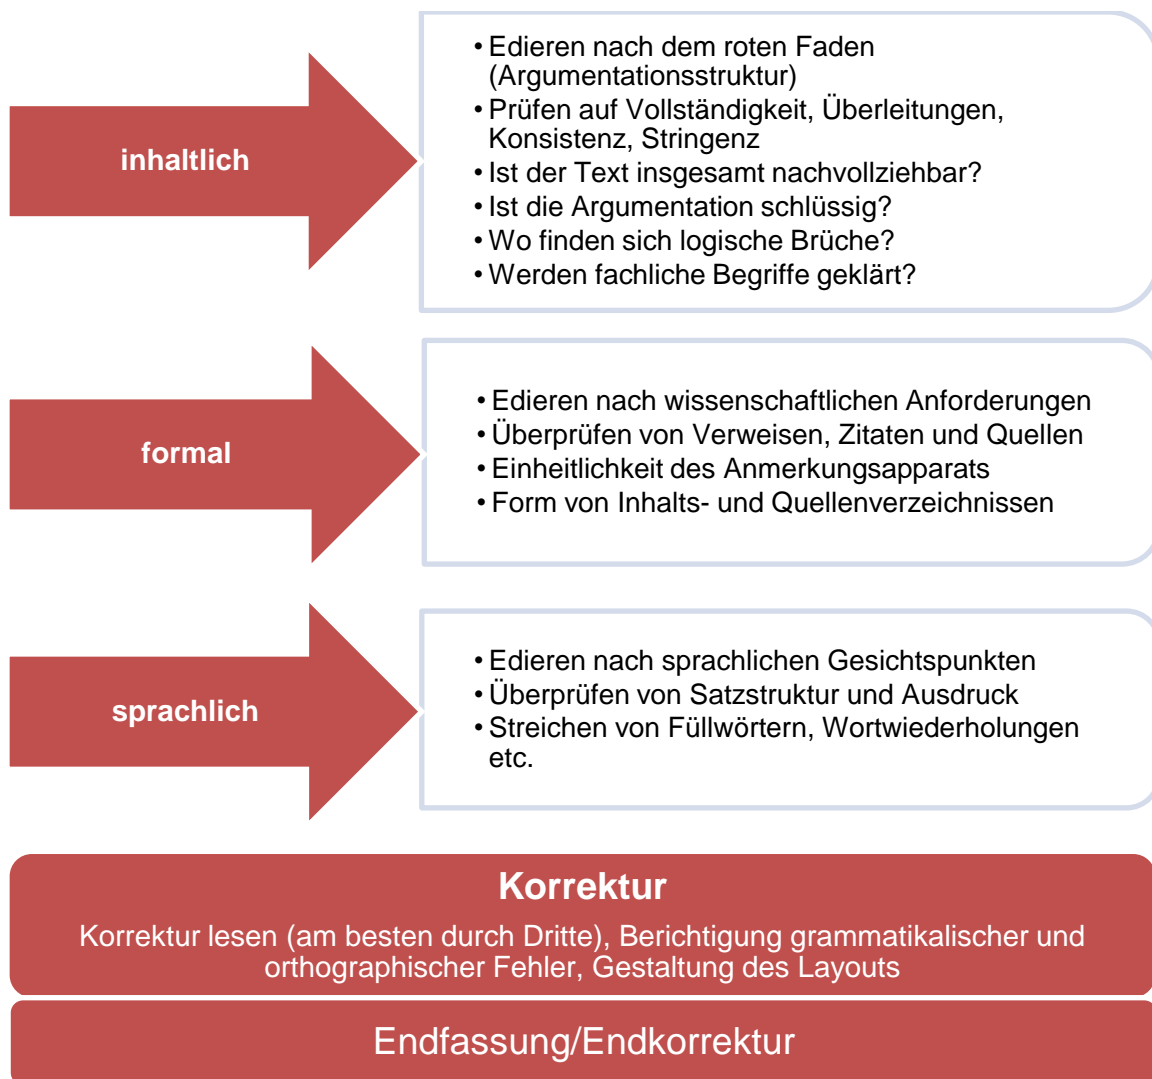 inhaltlich
• Edieren nach dem roten Faden
(Argumentationsstruktur)
• Prüfen auf Vollständigkeit, Überleitungen,
Konsistenz, Stringenz
• Ist der Text insgesamt nachvollziehbar?
• Ist die Argumentation schlüssig?
• Wo finden sich logische Brüche?
• Werden fachliche Begriffe geklärt?
formal
• Edieren nach wissenschaftlichen Anforderungen
• Überprüfen von Verweisen, Zitaten und Quellen
• Einheitlichkeit des Anmerkungsapparats
• Form von Inhalts- und Quellenverzeichnissen
sprachlich
• Edieren nach sprachlichen Gesichtspunkten
• Überprüfen von Satzstruktur und Ausdruck
• Streichen von Füllwörtern, Wortwiederholungen
etc.
Korrektur
Korrektur lesen (am besten durch Dritte), Berichtigung grammatikalischer und
orthographischer Fehler, Gestaltung des Layouts
Endfassung/Endkorrektur